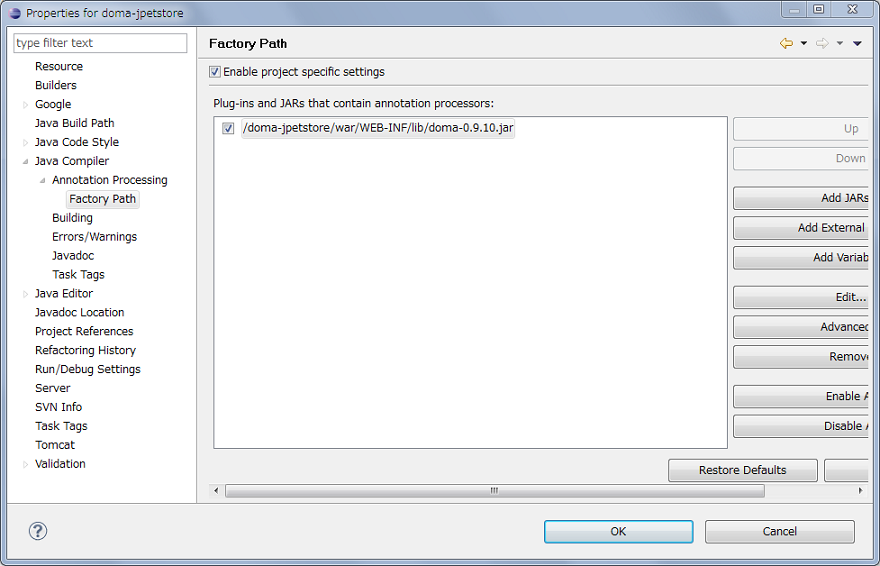 Properties for doma-jpetstore
type filter text
Resource
Builders
Google
Java Build Path
Java Code Style
Java Compiler
Annotation Processing
Factory Path
Building
Errors/Warnings
Javadoc
Task Tags
Java Editor
Javadoc Location
Project References
Refactoring History
Run/Debug Settings
Server
SVN Info
Task Tags
Tomcat
Validation
Factory Path
Enable project specific settings
Plug-ins and JARs that contain annotation processors:
/doma-jpetstore/war/WEB-INF/lib/doma-0.9.10.jar
Up
Down
Add JARs
Add External
Add Variab
Edit...
Advanced
Remove
Enable A
Disable A
Restore Defaults
OK
Cancel